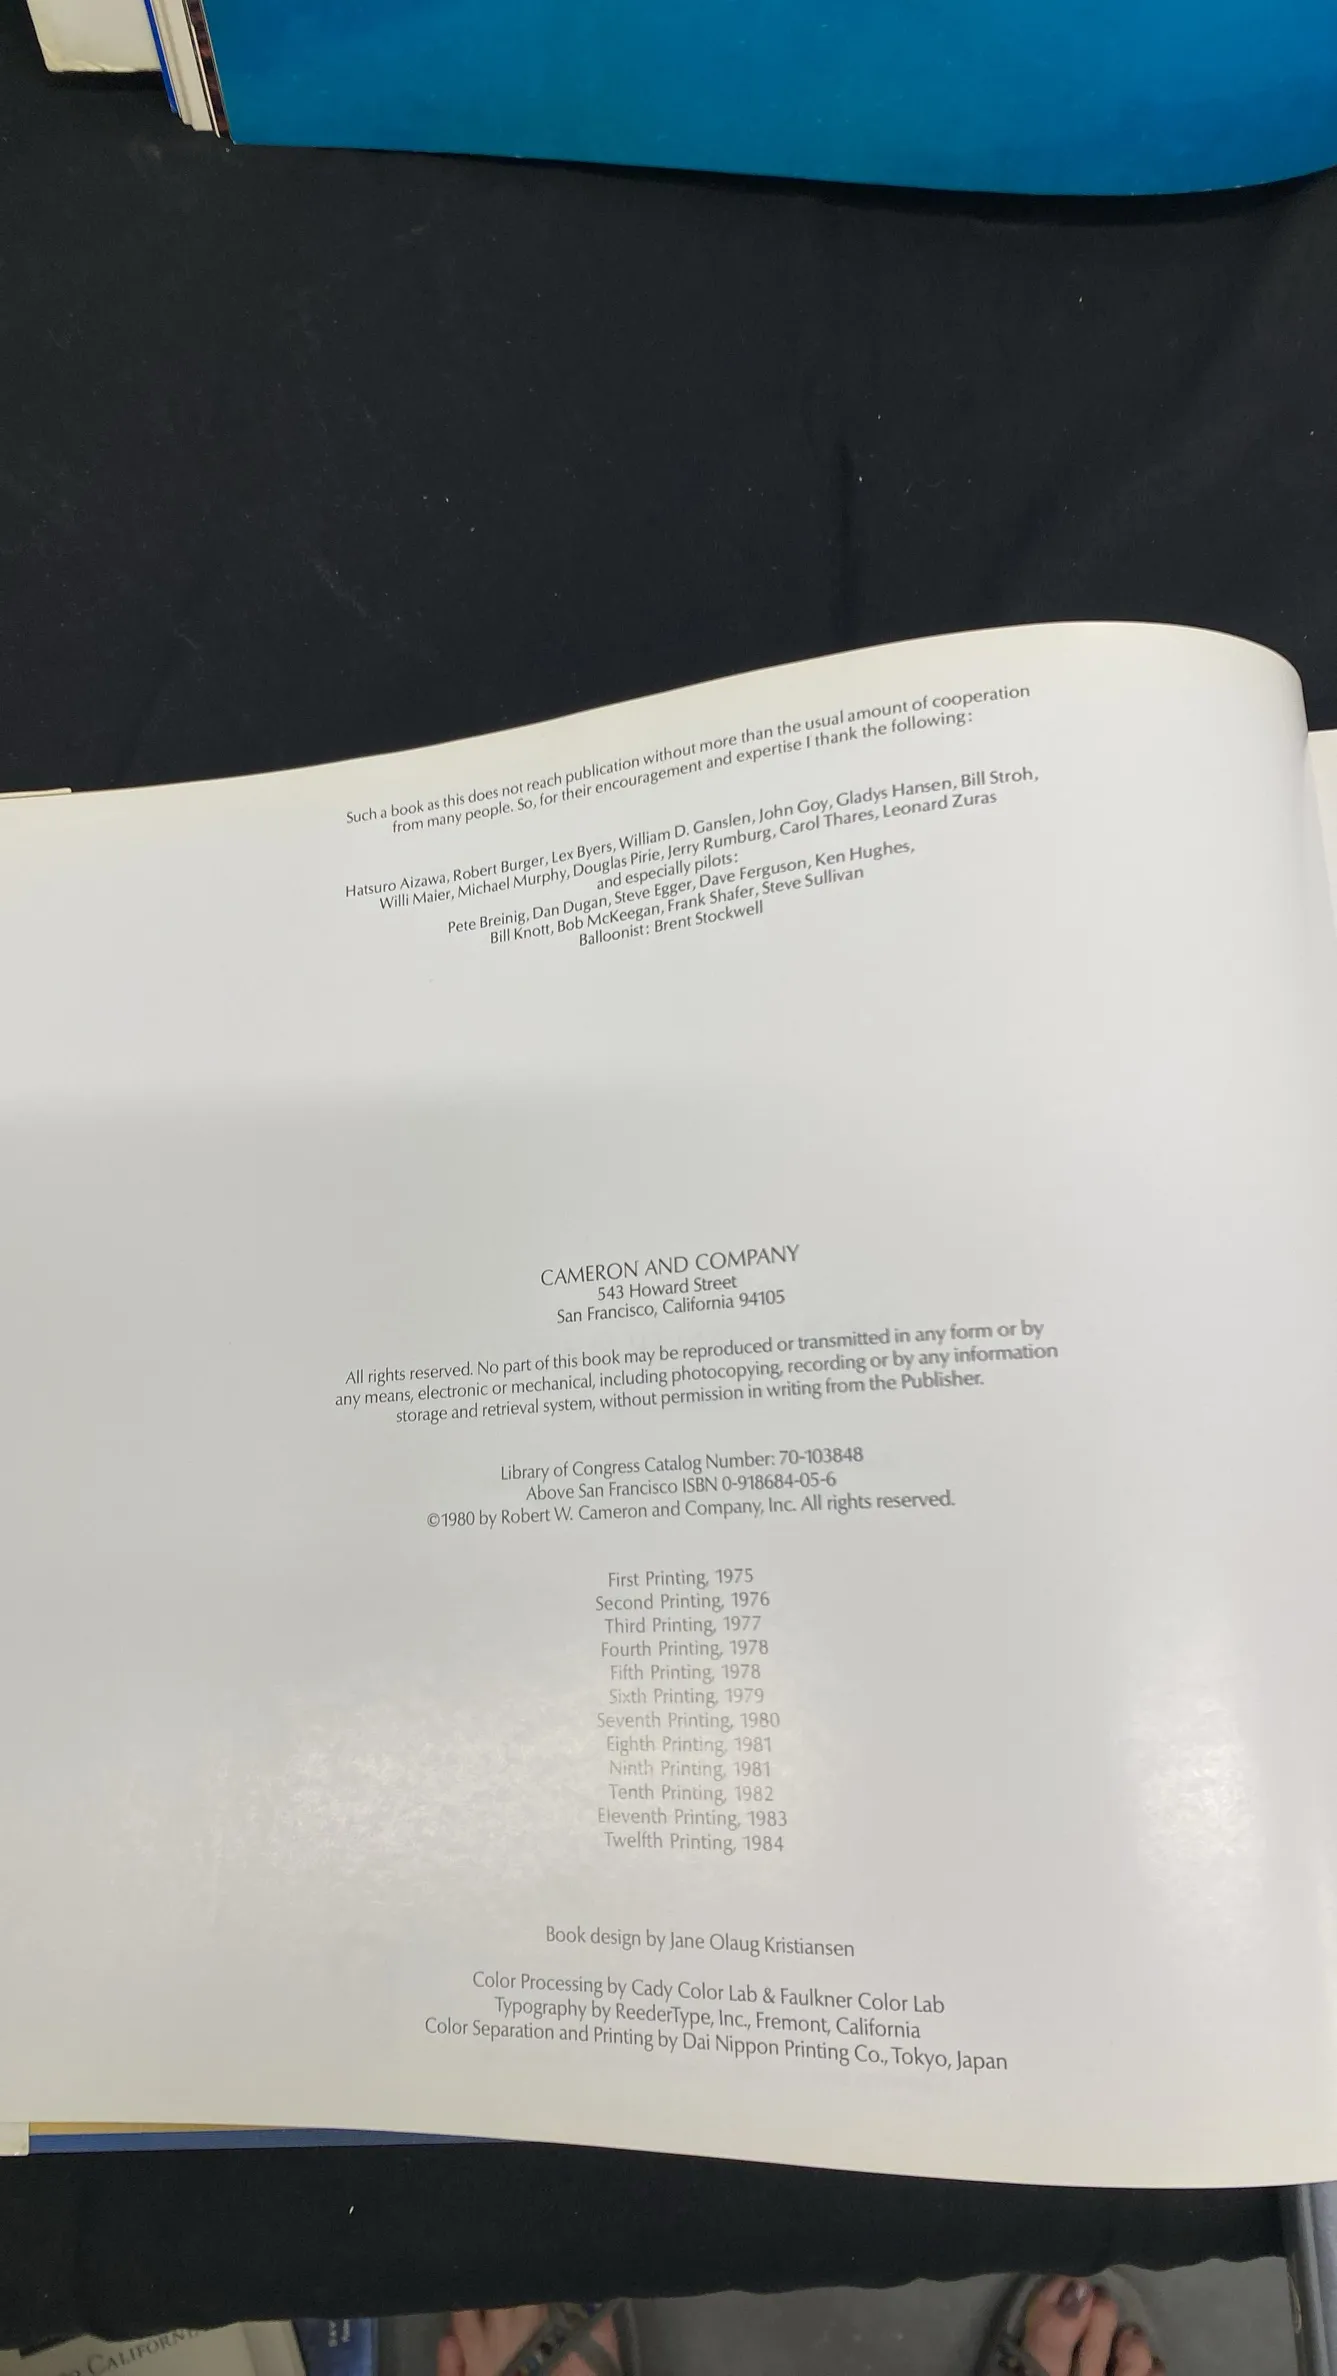 Such a book as this does not reach publication without more than the usual amount of cooperation
from many people. So, for their encouragement and expertise I thank the following:
Hatsuro Aizawa, Robert Burger, Lex Byers, William D. Ganslen, John Goy, Gladys Hansen, Bill Stroh,
Willi Maier, Michael Murphy, Douglas Pirie, Jerry Rumburg, Carol Thares, Leonard Zuras
and especially pilots:
Pete Breinig, Dan Dugan, Steve Egger, Dave Ferguson, Ken Hughes,
Bill Knott, Bob McKeegan, Frank Shafer, Steve Sullivan
Balloonist: Brent Stockwell
CAMERON AND COMPANY
543 Howard Street
San Francisco, California 94105
All rights reserved. No part of this book may be reproduced or transmitted in any form or by
any means, electronic or mechanical, including photocopying, recording or by any information
storage and retrieval system, without permission in writing from the Publisher.
Library of Congress Catalog Number: 70-103848
Above San Francisco ISBN 0-918684-05-6
©1980 by Robert W. Cameron and Company, Inc. All rights reserved.
First Printing, 1975
Second Printing, 1976
Third Printing, 1977
Fourth Printing, 1978
Fifth Printing, 1978
Sixth Printing, 1979
Seventh Printing, 1980
Eighth Printing, 1981
Ninth Printing, 1981
Tenth Printing, 1982
Eleventh Printing, 1983
Twelfth Printing, 1984
Book design by Jane Olaug Kristiansen
Color Processing by Cady Color Lab & Faulkner Color Lab
Typography by ReederType, Inc., Fremont, California
Color Separation and Printing by Dai Nippon Printing Co., Tokyo, Japan
CALIFORNI